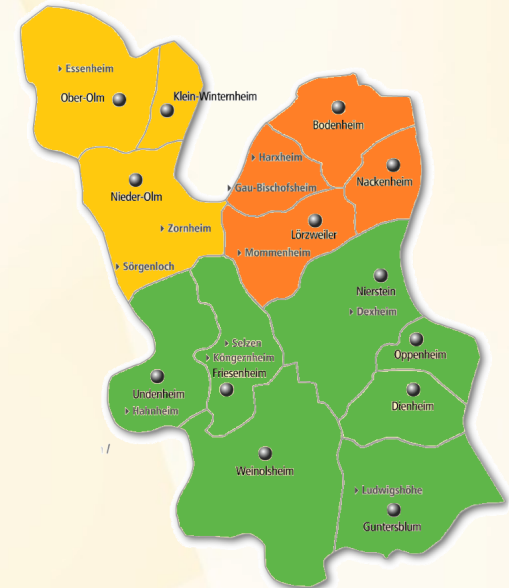 Essenheim
Ober-Olm
Klein-Winternheim
Bodenheim
Harxheim
Nackenheim
Gau-Bischofsheim
Nieder-Olm
Zornheim
Lörzweiler
Mommenheim
Sörgenloch
Nierstein
Dexheim
Selzen
Köngernheim
Oppenheim
Friesenheim
Undenheim
Hahnheim
Dienheim
Weinolsheim
Ludwigshöhe
Guntersblum
/